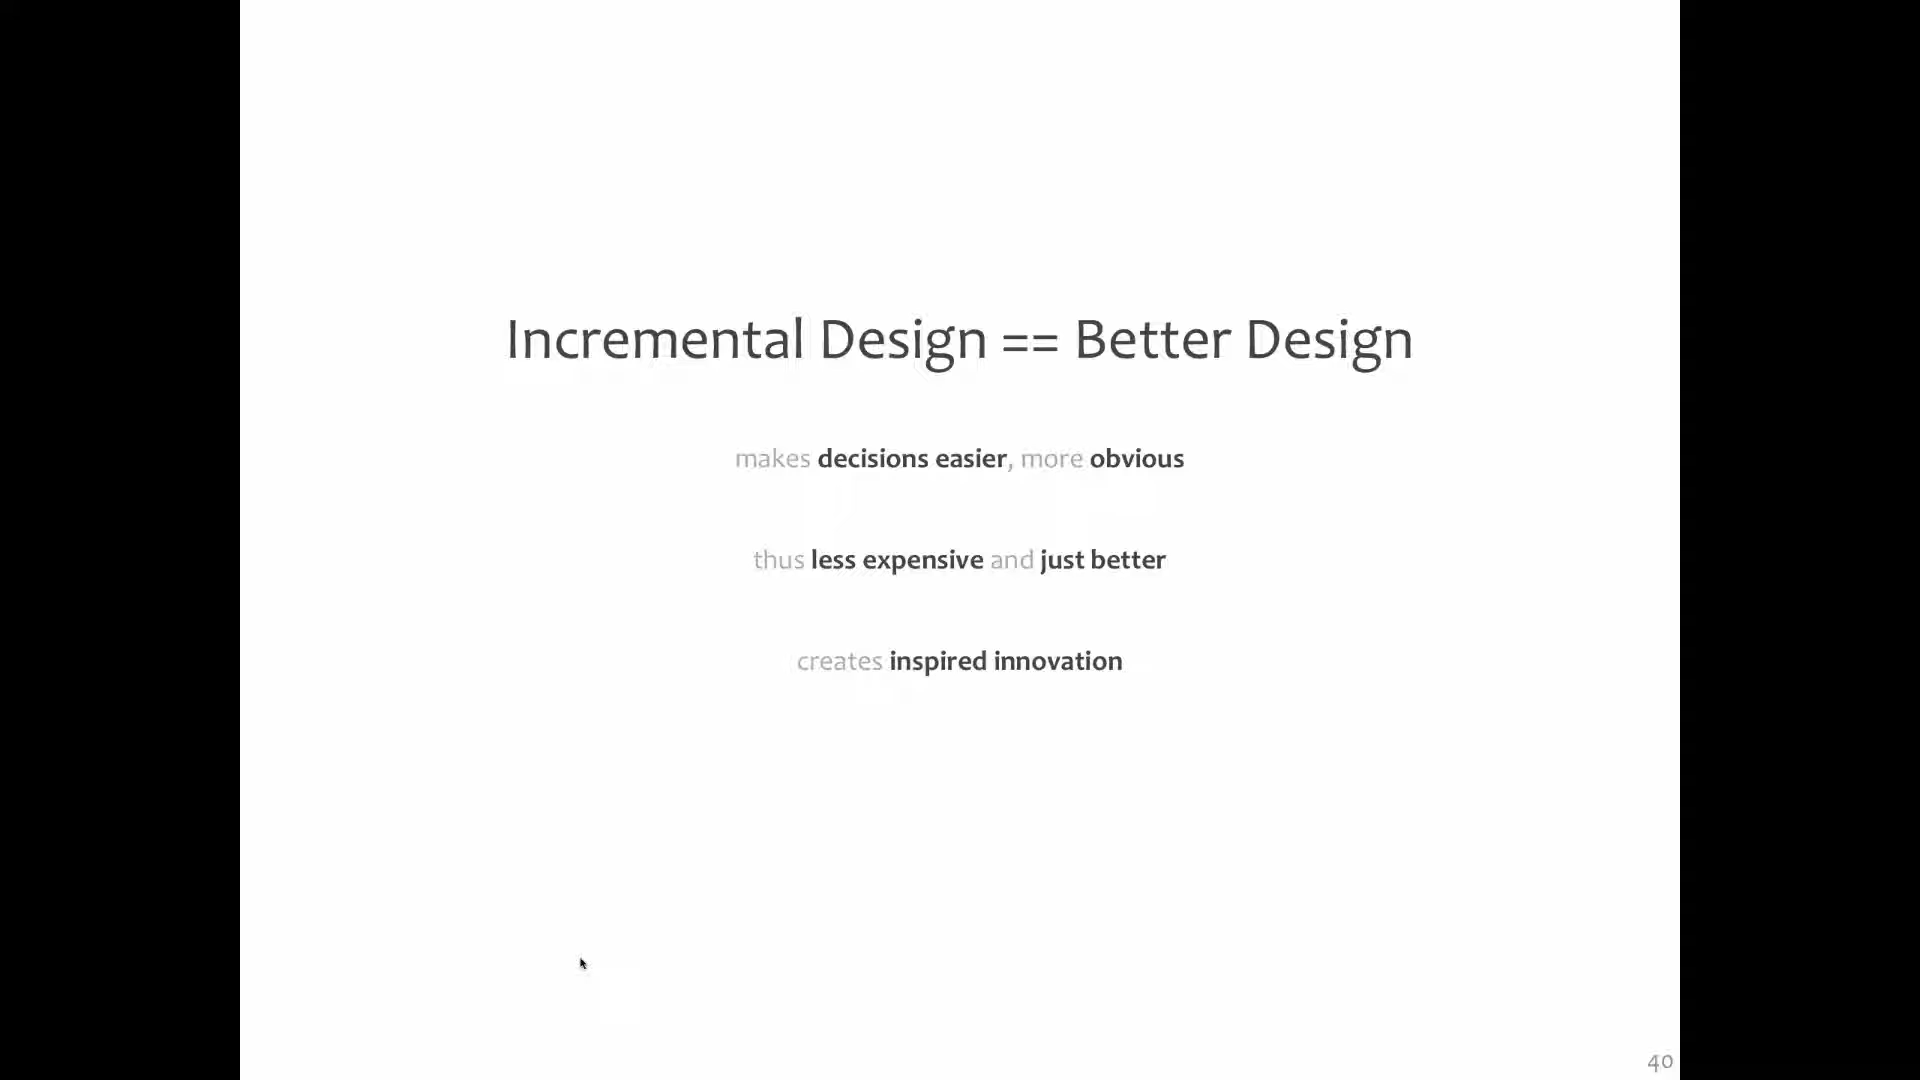 Incremental Design == Better Design
makes decisions easier, more obvious
thus less expensive and just better
creates inspired innovation
40